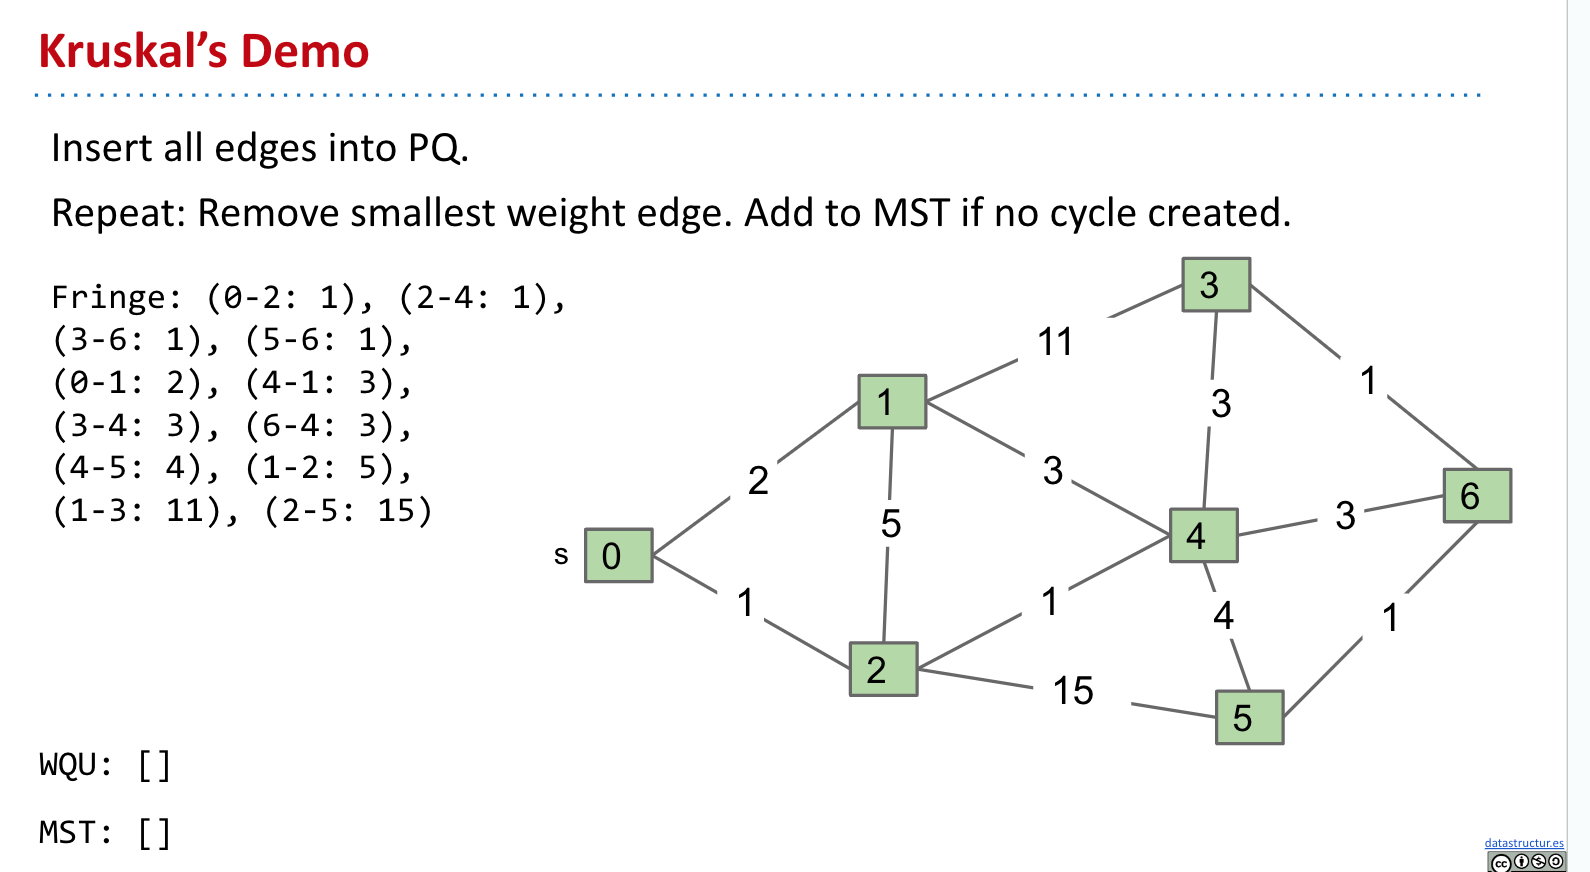 Kruskal's Demo
Insert all edges into PQ.
Repeat: Remove smallest weight edge. Add to MST if no cycle created.
Fringe: (0-2: 1), (2-4: 1),
(3-6: 1), (5-6: 1),
(0-1: 2), (4-1: 3),
(3-4: 3), (6-4: 3),
(4-5: 4), (1-2: 5),
(1-3: 11), (2-5: 15)
3
11
1
1
3
2
3
6
5
3
4
s 0
1
1
4
1
2
15
5
WQU: []
MST: []
datastructur.es
cc